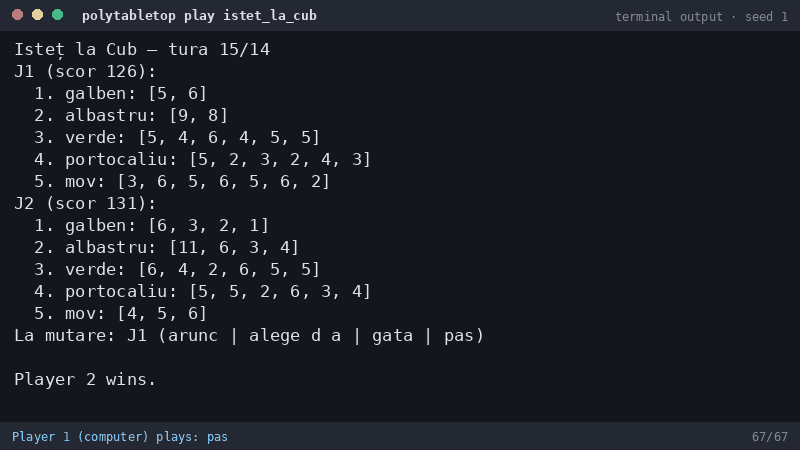 polytabletop play istet_la_cub
terminal output · seed 1
Isteț la Cub — tura 15/14
J1 (scor 126):
1. galben: [5, 6]
2. albastru: [9, 8]
3. verde: [5, 4, 6, 4, 5, 5]
4. portocaliu: [5, 2, 3, 2, 4, 3]
5. mov: [3, 6, 5, 6, 5, 6, 2]
J2 (scor 131):
1. galben: [6, 3, 2, 1]
2. albastru: [11, 6, 3, 4]
3. verde: [6, 4, 2, 6, 5, 5]
4. portocaliu: [5, 5, 2, 6, 3, 4]
5. mov: [4, 5, 6]
La mutare: J1 (arunc | alege d a | gata | pas)
Player 2 wins.
Player 1 (computer) plays: pas
67/67